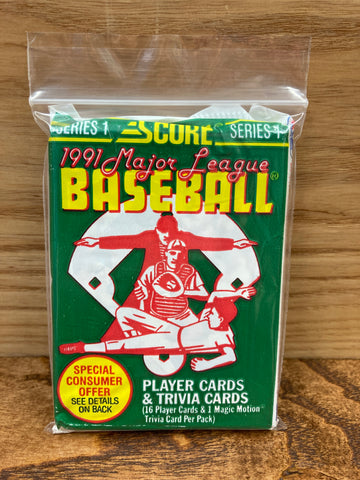 SERIES 1 SCORE SERIES 1
1991 Major League
BASEBALL®
SPECIAL
CONSUMER
OFFER
SEE DETAILS
ON BACK
PLAYER CARDS
& TRIVIA CARDS
(16 Player Cards & 1 Magic Motion
Trivia Card Per Pack)